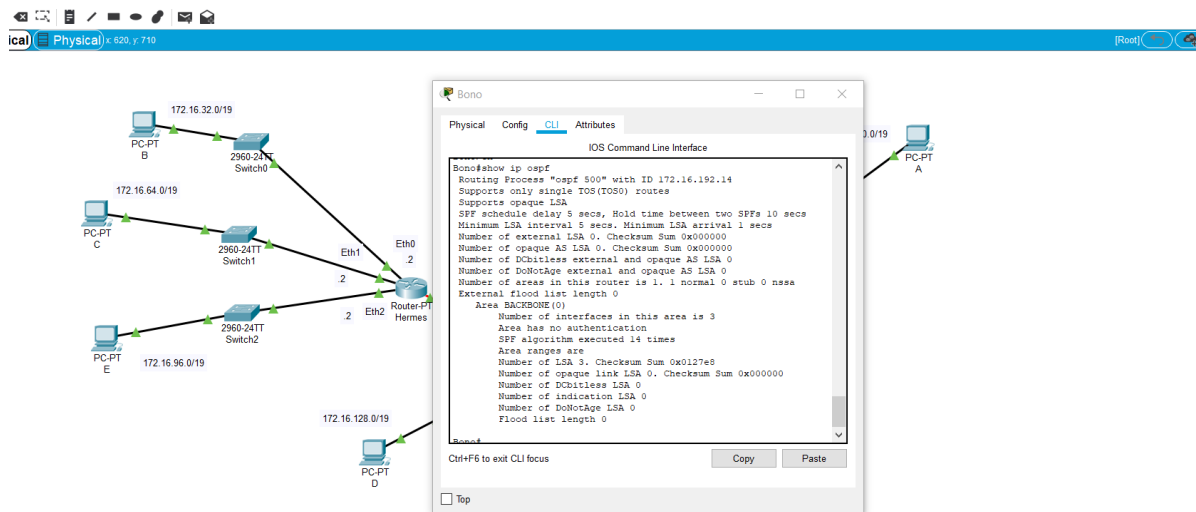 ical)
Physical
x: 620, y: 710
[Root]
172.16.32.0/19
PC-PT
B
2960-24TT
Switch0
172.16.64.0/19
PC-PT
C
2960-24TT
Switch1
Eth1
Eth0
.2
.2
.2
Eth2
Router-PT
Hermes
2960-24TT
Switch2
PC-PT
E
172.16.96.0/19
172.16.128.0/19
PC-PT
D
Bono
Physical Config CLI Attributes
IOS Command Line Interface
Bono#show ip ospf
Routing Process "ospf 500" with ID 172.16.192.14
Supports only single TOS(TOS0) routes
Supports opaque LSA
SPF schedule delay 5 secs, Hold time between two SPFs 10 secs
Minimum LSA interval 5 secs. Minimum LSA arrival 1 secs
Number of external LSA 0. Checksum Sum 0x000000
Number of opaque AS LSA 0. Checksum Sum 0x000000
Number of DCbitless external and opaque AS LSA 0
Number of DoNotAge external and opaque AS LSA 0
Number of areas in this router is 1. 1 normal 0 stub 0 nssa
External flood list length 0
Area BACKBONE(0)
Number of interfaces in this area is 3
Area has no authentication
SPF algorithm executed 14 times
Area ranges are
Number of LSA 3. Checksum Sum 0x0127e8
Number of opaque link LSA 0. Checksum Sum 0x000000
Number of DCbitless LSA 0
Number of indication LSA 0
Number of DoNotAge LSA 0
Flood list length 0
Bono#
Ctrl+F6 to exit CLI focus
Copy
Paste
Top
0.0/19
PC-PT
A